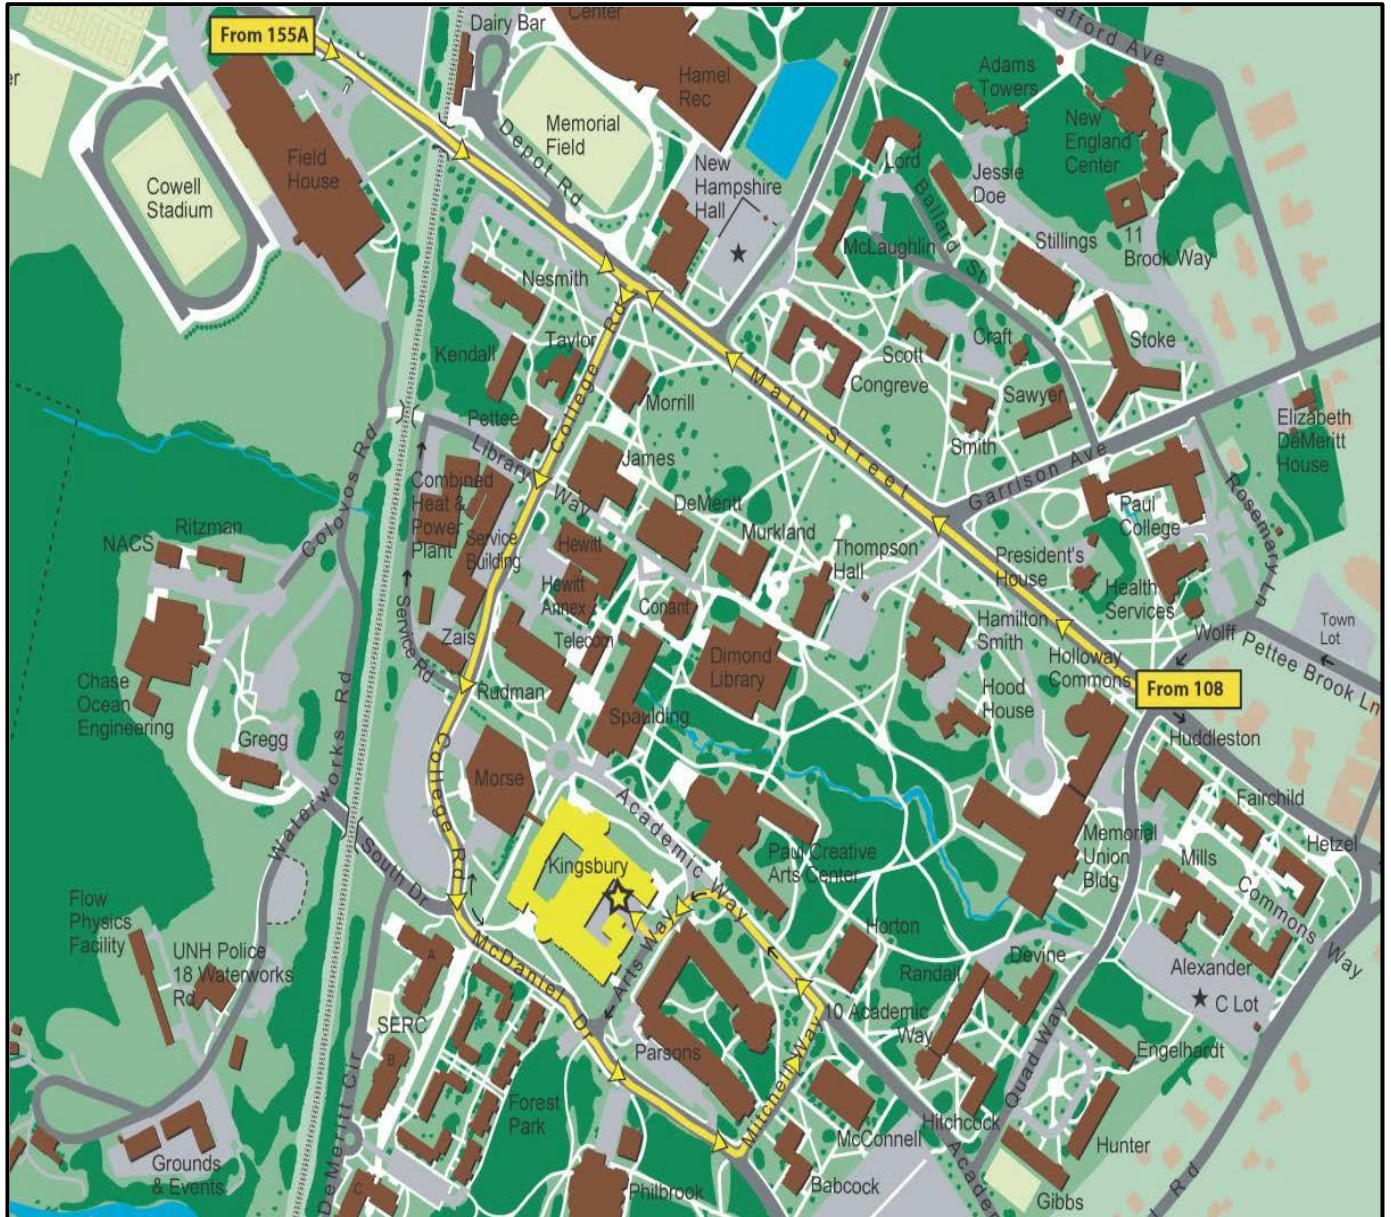 From 155A
Dairy Bar
Center
afford Ave
Hamel
Rec
Adams
Towers
New
England
Center
Memorial
Field
Depot Rd
Field
House
Cowell
Stadium
New
Hampshire
Hall
Lord
Ballard St
Jessie
Doe
McLaughlin
Stillings
11
Brook Way
Nesmith
Taylor
Kendall
College Rd
Main Street
Scott
Craft
Stoke
Congreve
Sawyer
Smith
Morrill
Pettee
Elizabeth
DeMeritt
House
James
Library Way
Garrison Ave
Colovos Rd
Combined
Heat &
Power
Plant
Service
Building
Ritzman
NACS
DeMeritt
Murkland
Hewitt
Hewitt
Annex
Conant
Telecom
Thompson
Hall
President's
House
Paul
College
Rosemary Ln
Health
Services
Hamilton
Smith
Holloway
Commons
Wolff
Town
Lot
Pettee Brook Ln
Service Rd
Zais
Rudman
Dimond
Library
Spaulding
Hood
House
From 108
Huddleston
Chase
Ocean
Engineering
Gregg
Waterworks Rd
College Rd
Morse
Academic Way
Kingsbury
Paul Creative
Arts Center
Memorial
Union
Bldg
Fairchild
Hetzel
Mills
Commons Way
South Dr
Flow
Physics
Facility
UNH Police
18 Waterworks
Rd
A
McDaniel Dr
Arts Way
Horton
Randall
Devine
Alexander
C Lot
10 Academic
Way
SERC
B
Parsons
Mitchell Way
Quad Way
Engelhardt
Forest
Park
McConnell
Hitchcock
Hunter
Grounds
& Events
DeMeritt Cir
C
Philbrook
Babcock
Academ
Gibbs
Rd